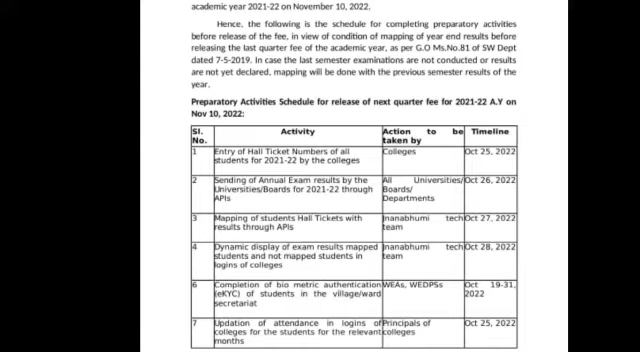 academic year 2021-22 on November 10, 2022.
Hence, the following is the schedule for completing preparatory activities
before release of the fee, in view of condition of mapping of year end results before
releasing the last quarter fee of the academic year, as per G.O Ms.No.81 of SW Dept
dated 7-5-2019. In case the last semester examinations are not conducted or results
are not yet declared, mapping will be done with the previous semester results of the
year.
Preparatory Activities Schedule for release of next quarter fee for 2021-22 A.Y on
Nov 10, 2022:
Sl. Activity Action to be Timeline
No. taken by
1 Entry of Hall Ticket Numbers of all Colleges Oct 25, 2022
students for 2021-22 by the colleges
2 Sending of Annual Exam results by the All Universities/ Oct 26, 2022
Universities/Boards for 2021-22 through Boards/
APIs Departments
3 Mapping of students Hall Tickets with Jnanabhumi tech Oct 27, 2022
results through APIs team
4 Dynamic display of exam results mapped Jnanabhumi tech Oct 28, 2022
students and not mapped students in team
logins of colleges
6 Completion of bio metric authentication WEAs, WEDPSs Oct 19-31,
(eKYC) of students in the village/ward 2022
secretariat
7 Updation of attendance in logins of Principals of Oct 25, 2022
colleges for the students for the relevant colleges
months